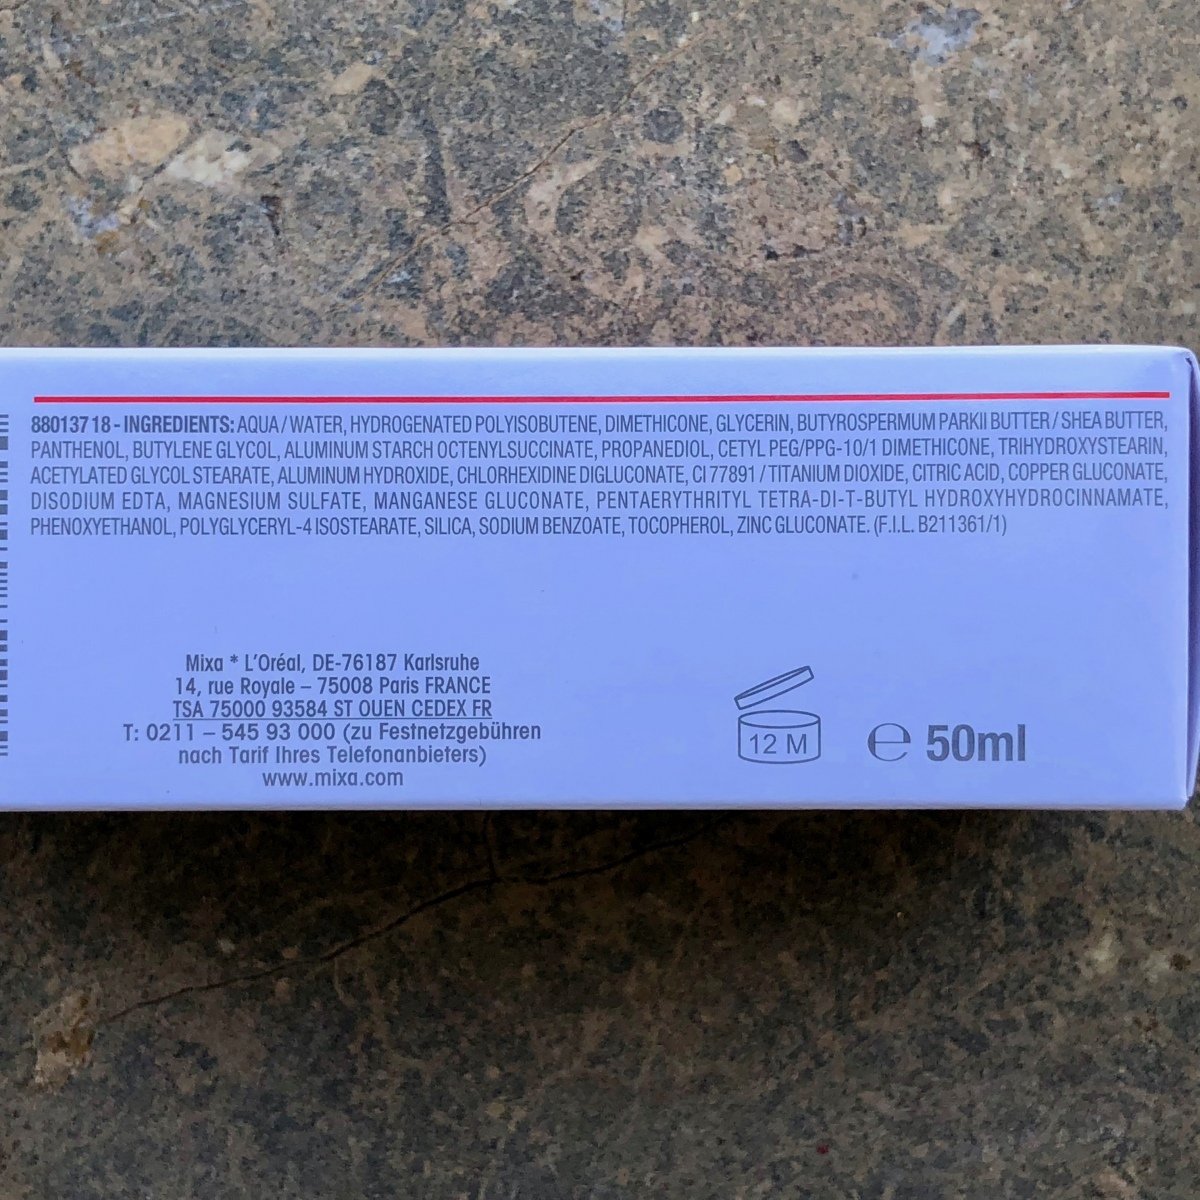 88013718 - INGREDIENTS: AQUA / WATER, HYDROGENATED POLYISOBUTENE, DIMETHICONE, GLYCERIN, BUTYROSPERMUM PARKII BUTTER / SHEA BUTTER,
PANTHENOL, BUTYLENE GLYCOL, ALUMINUM STARCH OCTENYLSUCCINATE, PROPANEDIOL, CETYL PEG/PPG-10/1 DIMETHICONE, TRIHYDROXYSTEARIN,
ACETYLATED GLYCOL STEARATE, ALUMINUM HYDROXIDE, CHLORHEXIDINE DIGLUCONATE, CI 77891 / TITANIUM DIOXIDE, CITRIC ACID, COPPER GLUCONATE,
DISODIUM EDTA, MAGNESIUM SULFATE, MANGANESE GLUCONATE, PENTAERYTHRITYL TETRA-DI-T-BUTYL HYDROXYHYDROCINNAMATE,
PHENOXYETHANOL, POLYGLYCERYL-4 ISOSTEARATE, SILICA, SODIUM BENZOATE, TOCOPHEROL, ZINC GLUCONATE. (F.I.L. B211361/1)
Mixa * L'Oréal, DE-76187 Karlsruhe
14, rue Royale – 75008 Paris FRANCE
TSA 75000 93584 ST OUEN CEDEX FR
T: 0211 – 545 93 000 (zu Festnetzgebühren
nach Tarif Ihres Telefonanbieters)
www.mixa.com
12 M
℮ 50ml